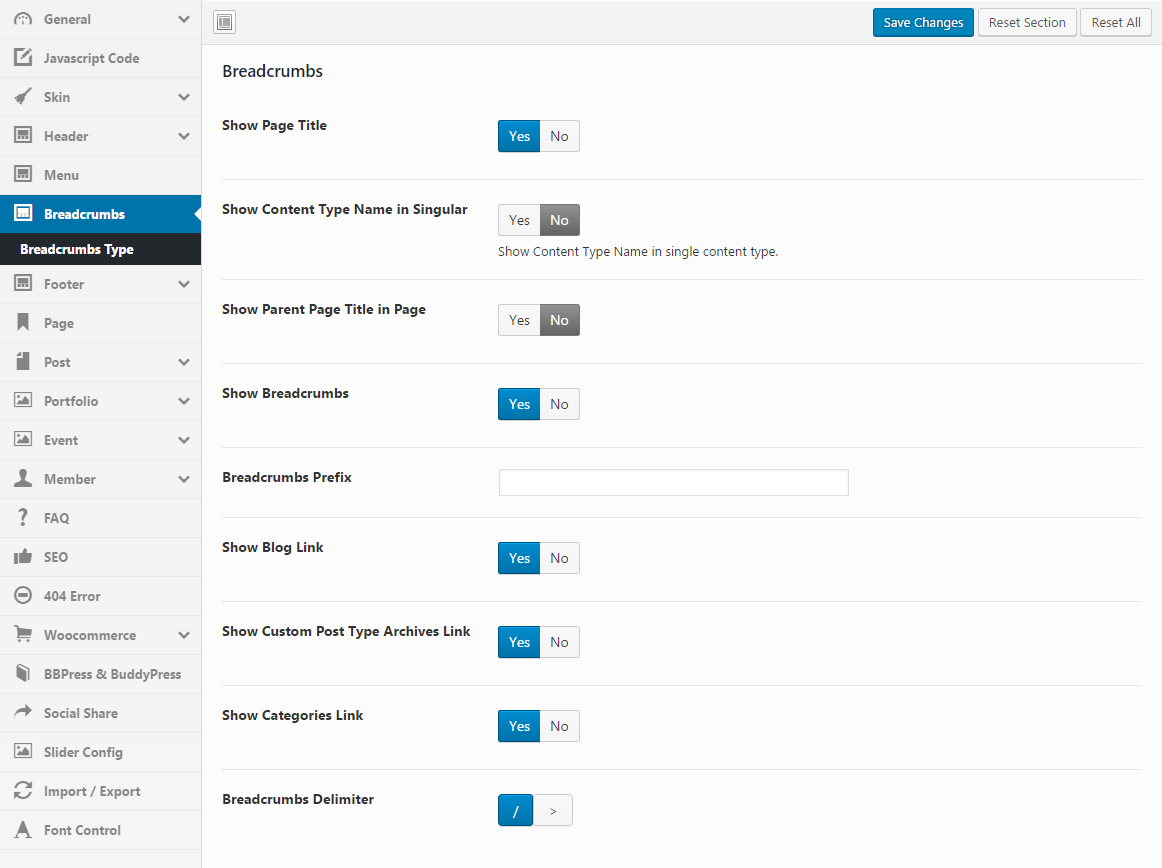 General
Javascript Code
Skin
Header
Menu
Breadcrumbs
Breadcrumbs Type
Footer
Page
Post
Portfolio
Event
Member
FAQ
SEO
404 Error
Woocommerce
BBPress & BuddyPress
Social Share
Slider Config
Import / Export
Font Control
Save Changes Reset Section Reset All
Breadcrumbs
Show Page Title
Yes No
Show Content Type Name in Singular
Yes No
Show Content Type Name in single content type.
Show Parent Page Title in Page
Yes No
Show Breadcrumbs
Yes No
Breadcrumbs Prefix
Show Blog Link
Yes No
Show Custom Post Type Archives Link
Yes No
Show Categories Link
Yes No
Breadcrumbs Delimiter
/ >